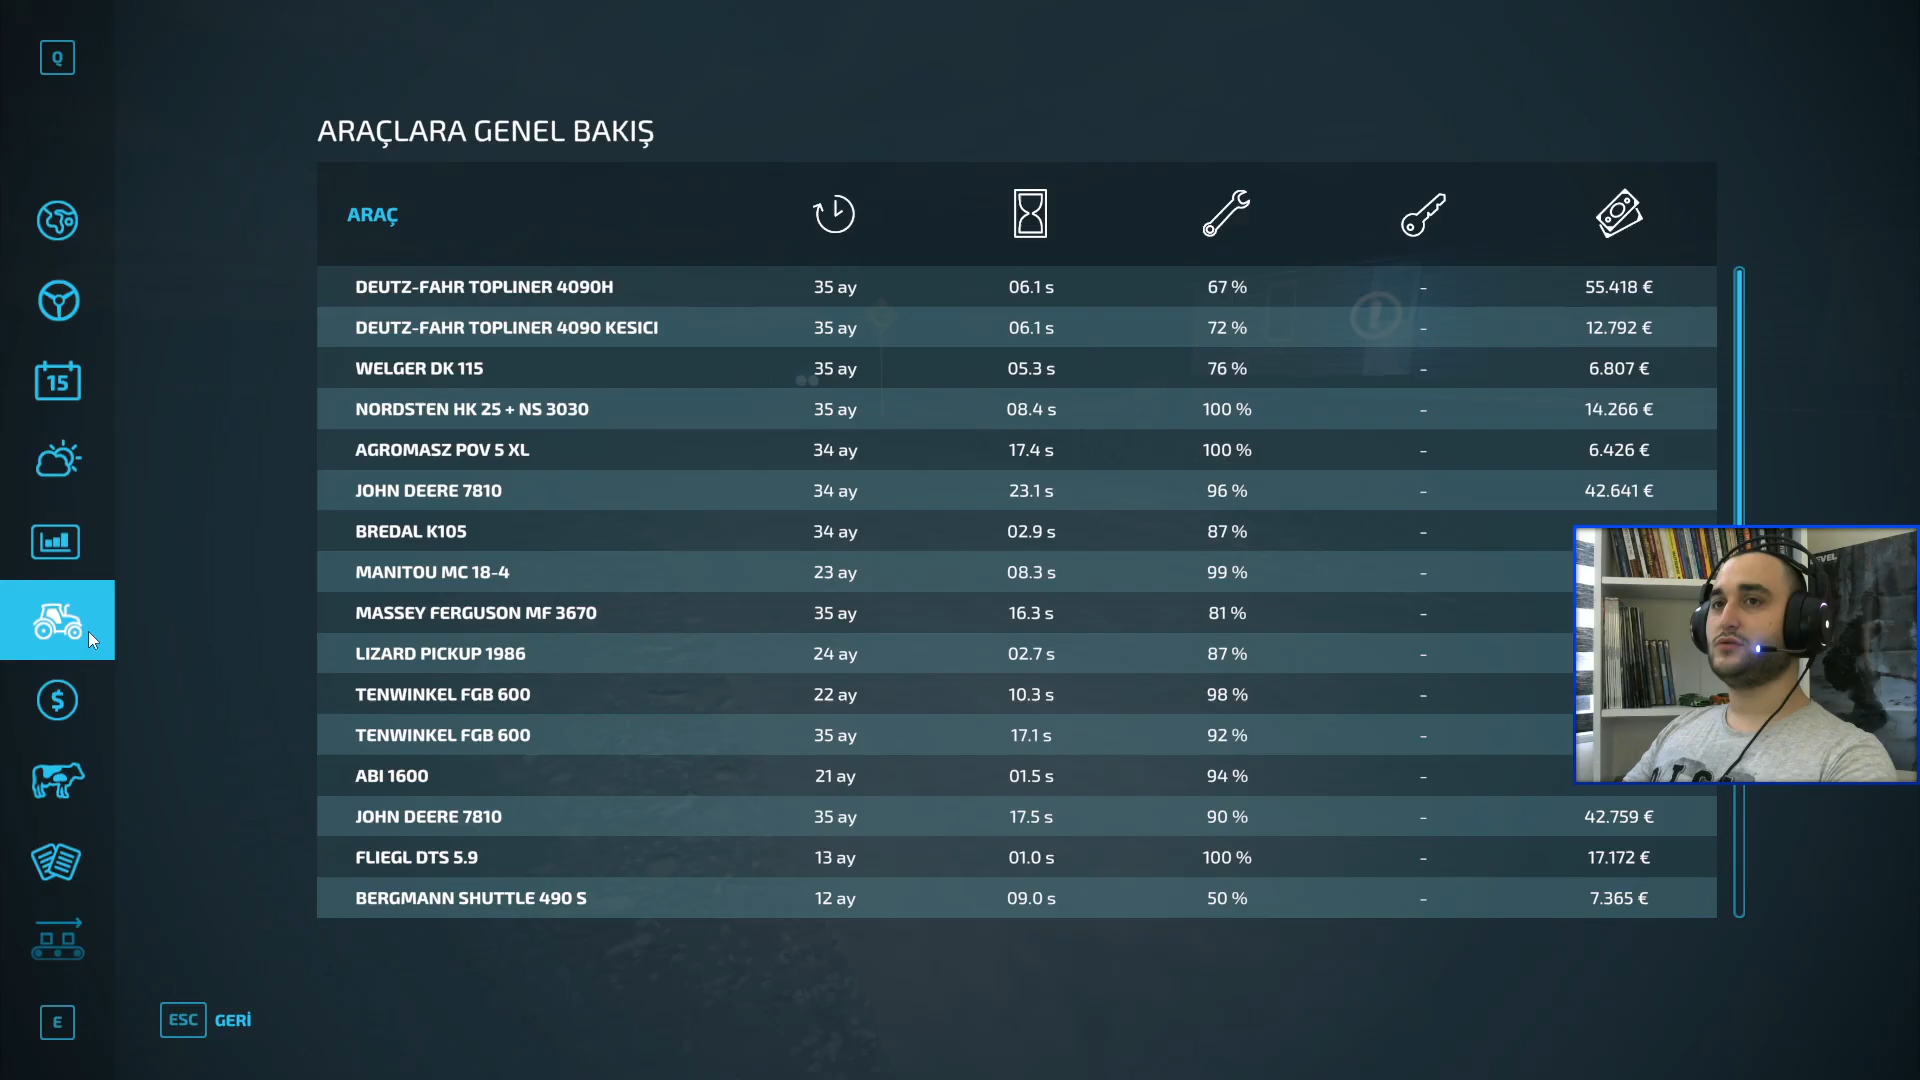 Q
ARAÇLARA GENEL BAKIŞ
ARAÇ
DEUTZ-FAHR TOPLINER 4090H 35 ay 06.1 s 67 % - 55.418 €
DEUTZ-FAHR TOPLINER 4090 KESICI 35 ay 06.1 s 72 % - 12.792 €
WELGER DK 115 35 ay 05.3 s 76 % - 6.807 €
15
NORDSTEN HK 25 + NS 3030 35 ay 08.4 s 100 % - 14.266 €
AGROMASZ POV 5 XL 34 ay 17.4 s 100 % - 6.426 €
JOHN DEERE 7810 34 ay 23.1 s 96 % - 42.641 €
BREDAL K105 34 ay 02.9 s 87 % -
MANITOU MC 18-4 23 ay 08.3 s 99 % -
MASSEY FERGUSON MF 3670 35 ay 16.3 s 81 % -
LIZARD PICKUP 1986 24 ay 02.7 s 87 % -
TENWINKEL FGB 600 22 ay 10.3 s 98 % -
$
TENWINKEL FGB 600 35 ay 17.1 s 92 % -
ABI 1600 21 ay 01.5 s 94 % -
JOHN DEERE 7810 35 ay 17.5 s 90 % - 42.759 €
FLIEGL DTS 5.9 13 ay 01.0 s 100 % - 17.172 €
BERGMANN SHUTTLE 490 S 12 ay 09.0 s 50 % - 7.365 €
E
ESC GERİ